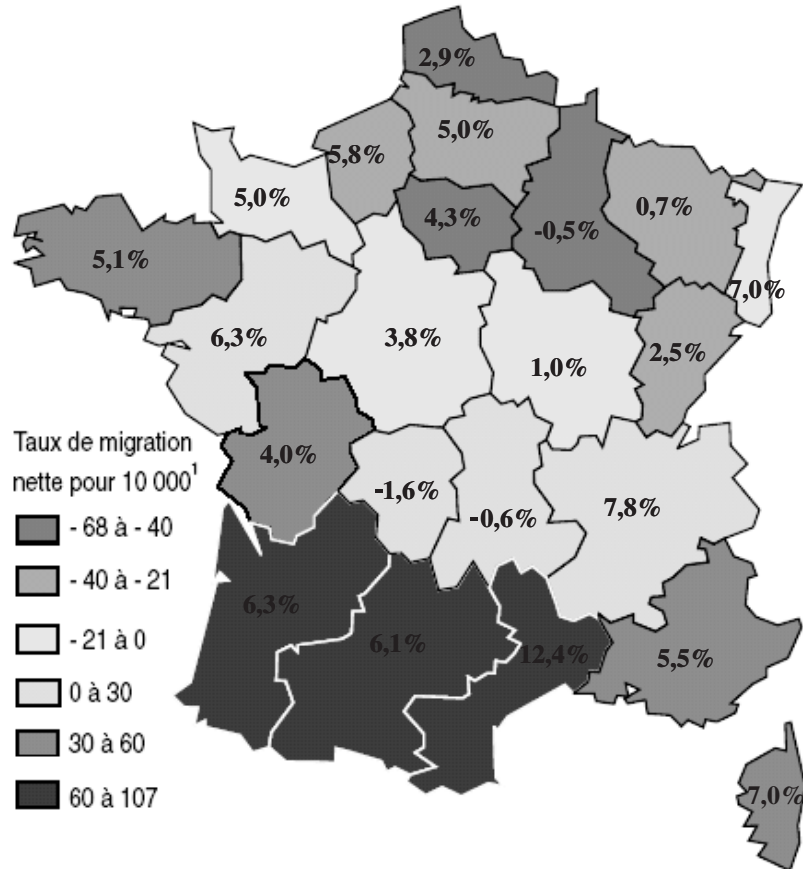 2,9%
5,0%
5,8%
5,0%
4,3%
-0,5%
0,7%
5,1%
7,0%
6,3%
3,8%
1,0%
2,5%
4,0%
-1,6%
-0,6%
7,8%
6,3%
6,1%
12,4%
5,5%
7,0%
Taux de migration
nette pour 10 000¹
- 68 à - 40
- 40 à - 21
- 21 à 0
0 à 30
30 à 60
60 à 107